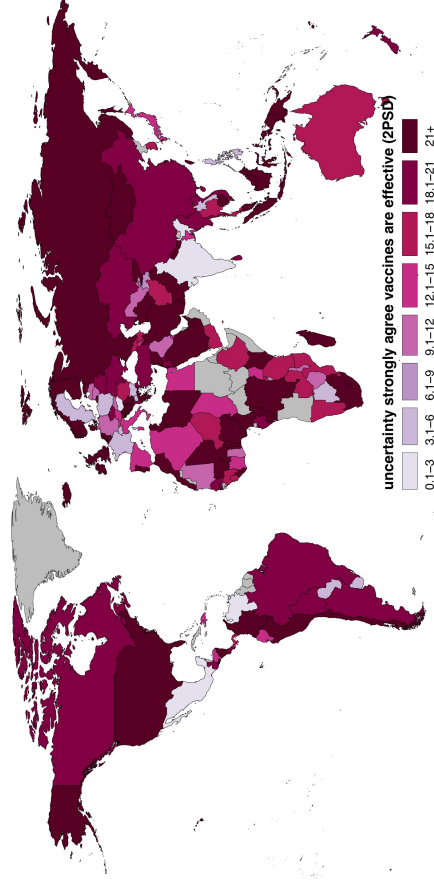 uncertainty strongly agree vaccines are effective (2PSD)
0.1−3 3.1−6 6.1−9 9.1−12 12.1−15 15.1−18 18.1−21 21+